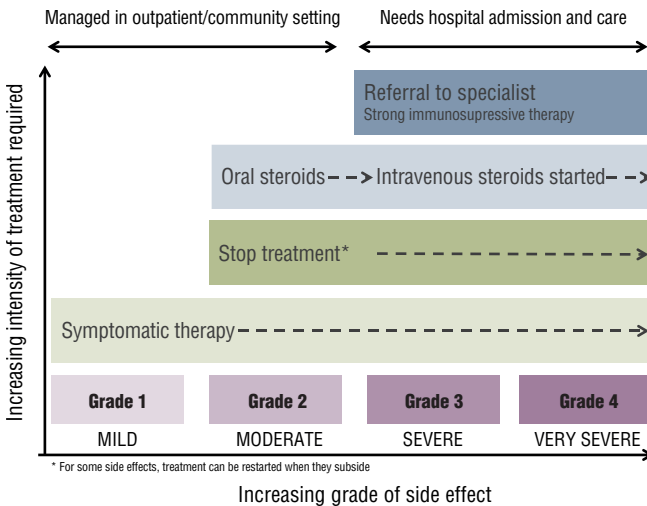 Managed in outpatient/community setting
Needs hospital admission and care
Increasing intensity of treatment required
Referral to specialist
Strong immunosupressive therapy
Oral steroids
Intravenous steroids started
Stop treatment*
Symptomatic therapy
Grade 1
Grade 2
Grade 3
Grade 4
MILD
MODERATE
SEVERE
VERY SEVERE
* For some side effects, treatment can be restarted when they subside
Increasing grade of side effect